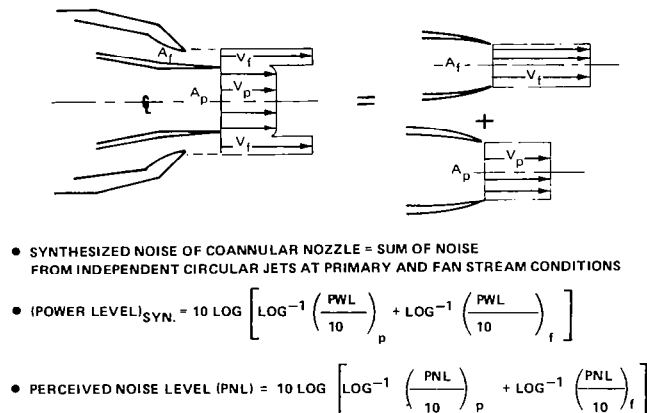 A_f V_f
A_p V_p
℄
V_f
=
A_f V_f
+
A_p V_p
• SYNTHESIZED NOISE OF COANNULAR NOZZLE = SUM OF NOISE
FROM INDEPENDENT CIRCULAR JETS AT PRIMARY AND FAN STREAM CONDITIONS
• (POWER LEVEL)_SYN. = 10 LOG [LOG⁻¹ (PWL/10)_p + LOG⁻¹ (PWL/10)_f]
• PERCEIVED NOISE LEVEL (PNL) = 10 LOG [LOG⁻¹ (PNL/10)_p + LOG⁻¹ (PNL/10)_f]